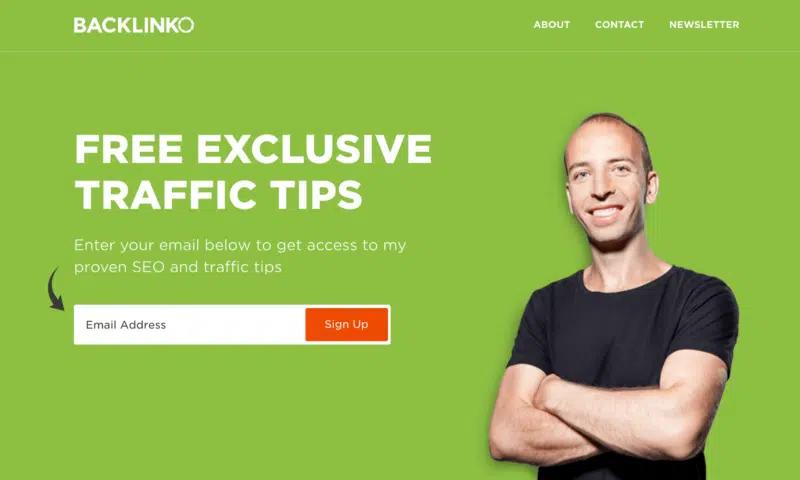 BACKLINKO
ABOUT CONTACT NEWSLETTER
FREE EXCLUSIVE
TRAFFIC TIPS
Enter your email below to get access to my
proven SEO and traffic tips
Email Address
Sign Up